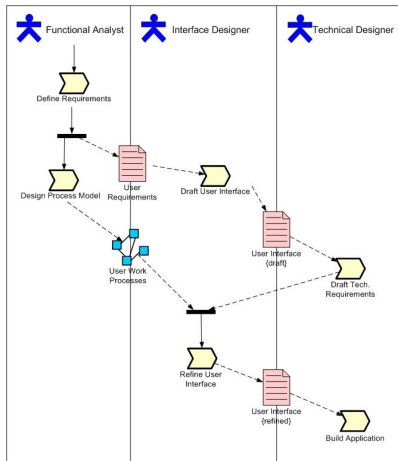 Functional Analyst
Interface Designer
Technical Designer
Define Requirements
User
Requirements
Design Process Model
Draft User Interface
User Interface
{draft}
User Work
Processes
Draft Tech.
Requirements
Refine User
Interface
User Interface
{refined}
Build Application